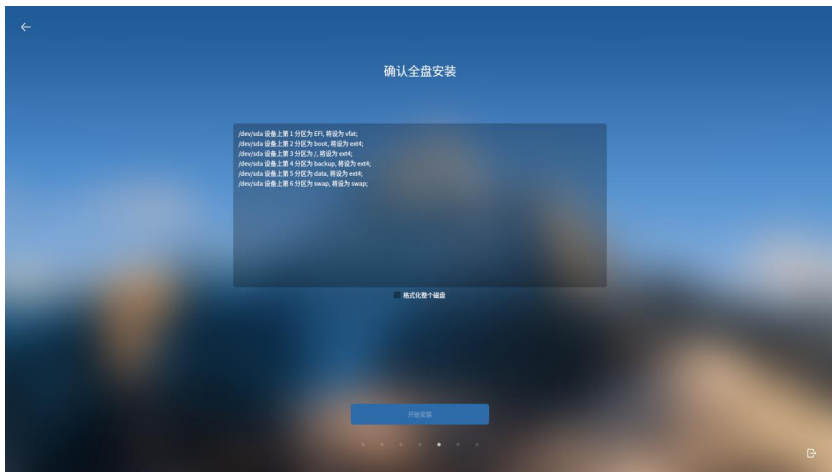 确认全盘安装
/dev/sda 设备上第 1 分区为 EFI, 将设为 vfat;
/dev/sda 设备上第 2 分区为 boot, 将设为 ext4;
/dev/sda 设备上第 3 分区为 /, 将设为 ext4;
/dev/sda 设备上第 4 分区为 backup, 将设为 ext4;
/dev/sda 设备上第 5 分区为 data, 将设为 ext4;
/dev/sda 设备上第 6 分区为 swap, 将设为 swap;
格式化整个磁盘
开始安装